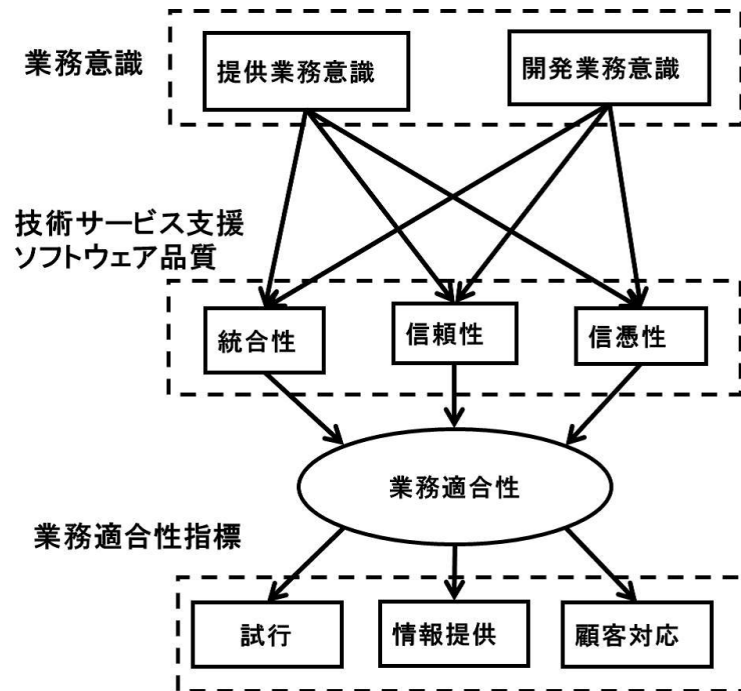 業務意識
提供業務意識
開発業務意識
技術サービス支援
ソフトウェア品質
統合性
信頼性
信憑性
業務適合性
業務適合性指標
試行
情報提供
顧客対応